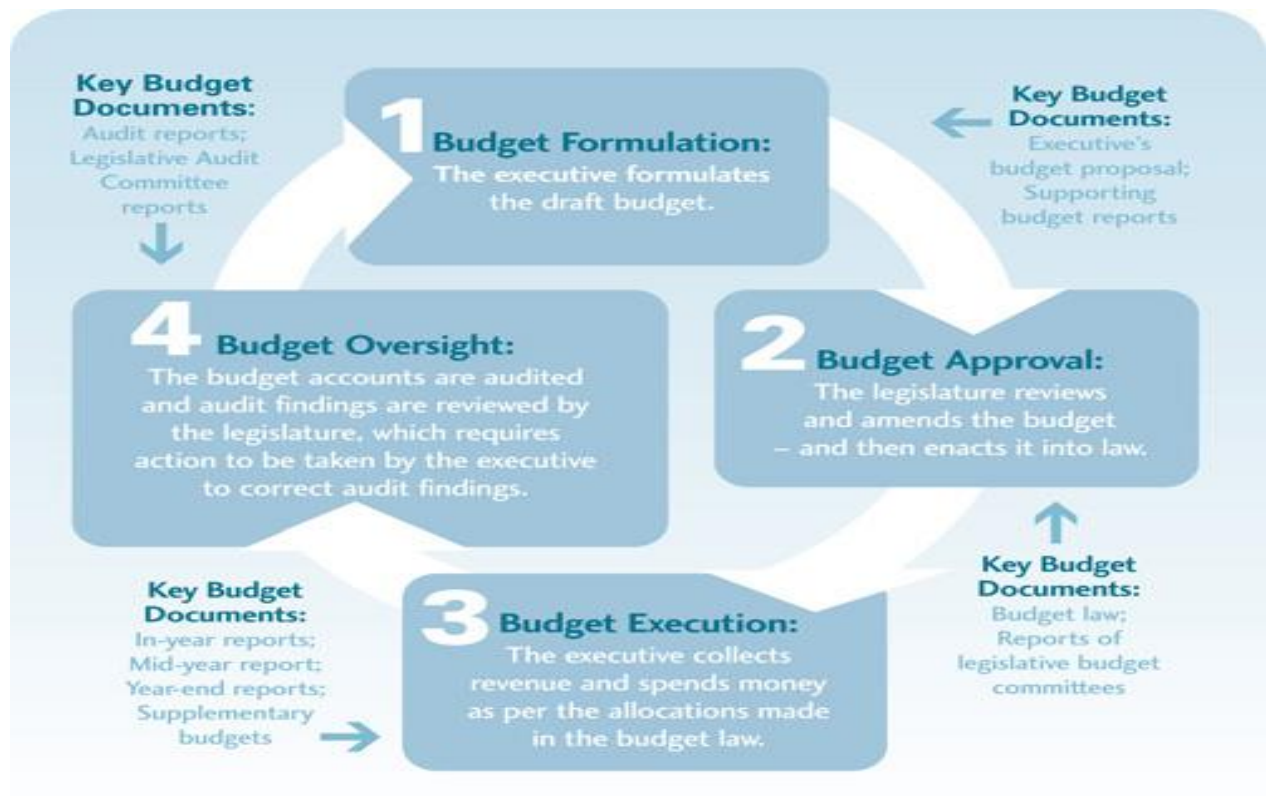 1
Budget Formulation:
The executive formulates
the draft budget.
Key Budget
Documents:
Executive's
budget proposal;
Supporting
budget reports
2
Budget Approval:
The legislature reviews
and amends the budget
– and then enacts it into law.
Key Budget
Documents:
Budget law;
Reports of
legislative budget
committees
3
Budget Execution:
The executive collects
revenue and spends money
as per the allocations made
in the budget law.
Key Budget
Documents:
In-year reports;
Mid-year report;
Year-end reports;
Supplementary
budgets
4
Budget Oversight:
The budget accounts are audited
and audit findings are reviewed by
the legislature, which requires
action to be taken by the executive
to correct audit findings.
Key Budget
Documents:
Audit reports;
Legislative Audit
Committee
reports